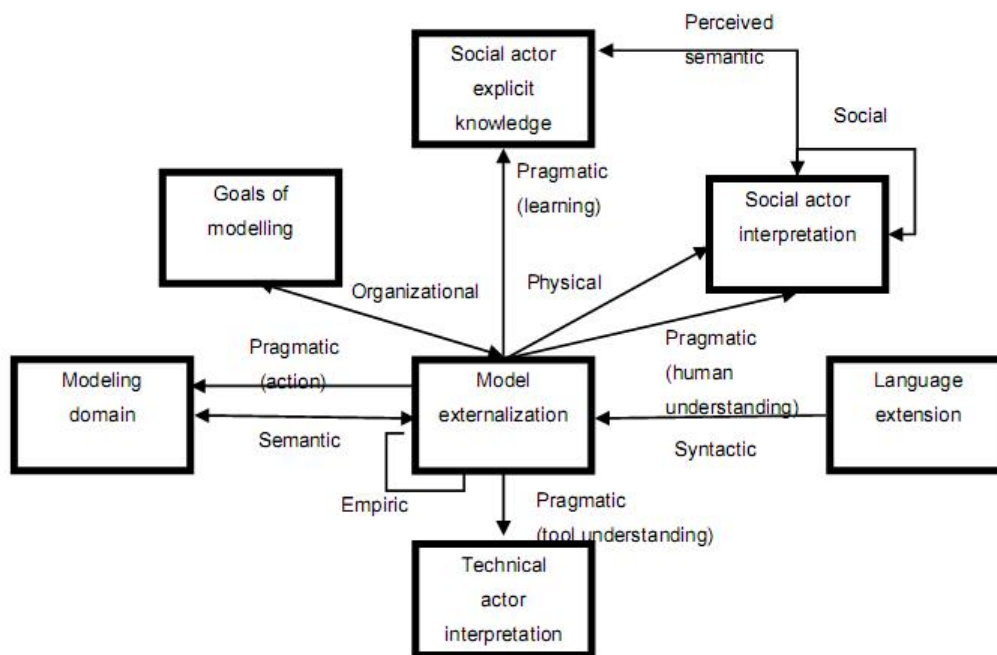 Social actor
explicit
knowledge
Perceived
semantic
Social
Goals of
modelling
Pragmatic
(learning)
Social actor
interpretation
Organizational
Physical
Modeling
domain
Pragmatic
(action)
Semantic
Model
externalization
Pragmatic
(human
understanding)
Syntactic
Language
extension
Empiric
Pragmatic
(tool understanding)
Technical
actor
interpretation